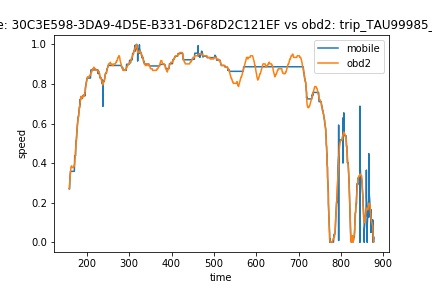 e: 30C3E598-3DA9-4D5E-B331-D6F8D2C121EF vs obd2: trip_TAU99985_
mobile
obd2
1.0
0.8
0.6
0.4
0.2
0.0
speed
200 300 400 500 600 700 800 900
time